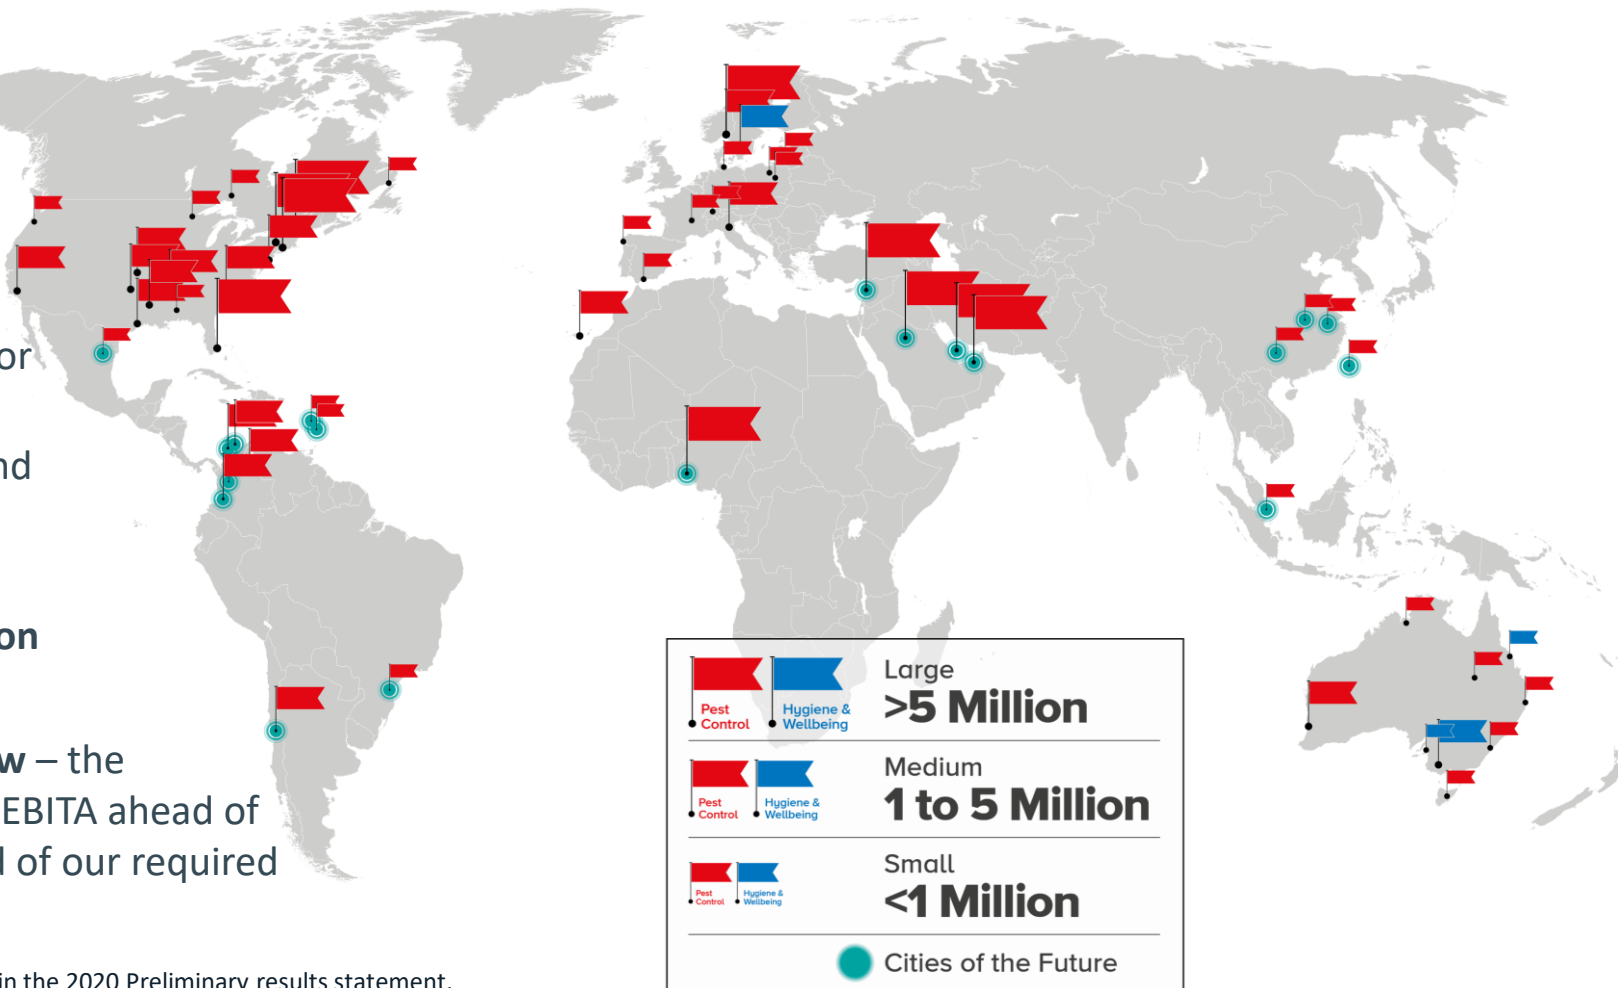 or
nd
on
w – the
EBITA ahead of
d of our required
in the 2020 Preliminary results statement.
Pest
Control
Hygiene &
Wellbeing
Large
>5 Million
Pest
Control
Hygiene &
Wellbeing
Medium
1 to 5 Million
Pest
Control
Hygiene &
Wellbeing
Small
<1 Million
Cities of the Future